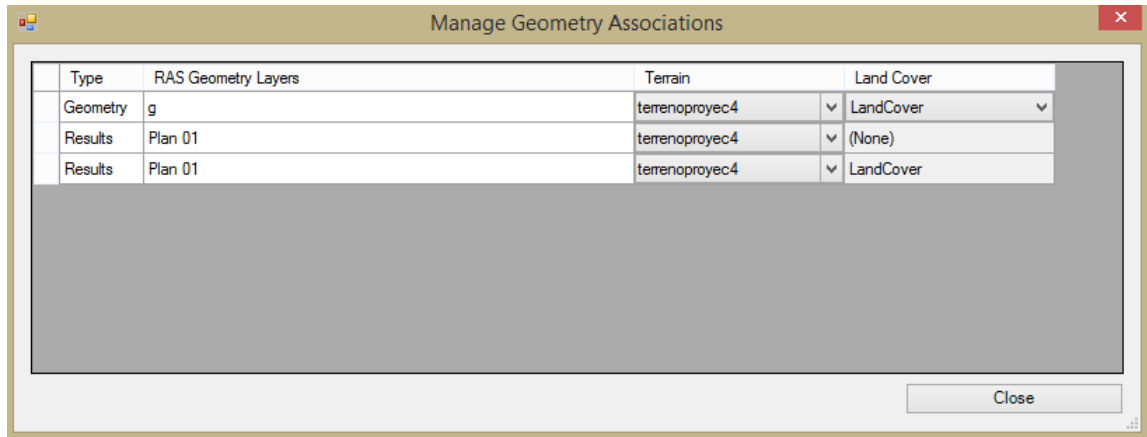 Manage Geometry Associations
Type RAS Geometry Layers Terrain Land Cover
Geometry g terrenoproyec4 LandCover
Results Plan 01 terrenoproyec4 (None)
Results Plan 01 terrenoproyec4 LandCover
Close